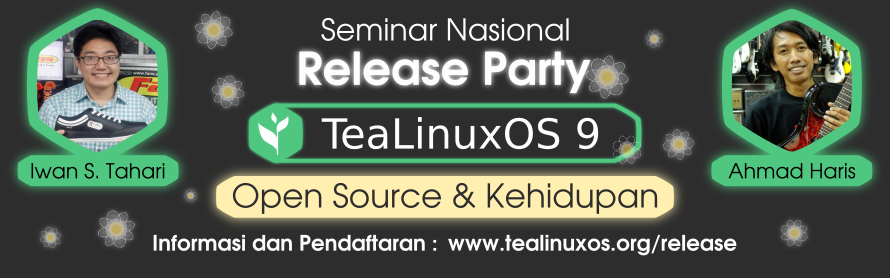 Seminar Nasional
Release Party
TeaLinuxOS 9
Open Source & Kehidupan
Iwan S. Tahari
Ahmad Haris
Informasi dan Pendaftaran : www.tealinuxos.org/release